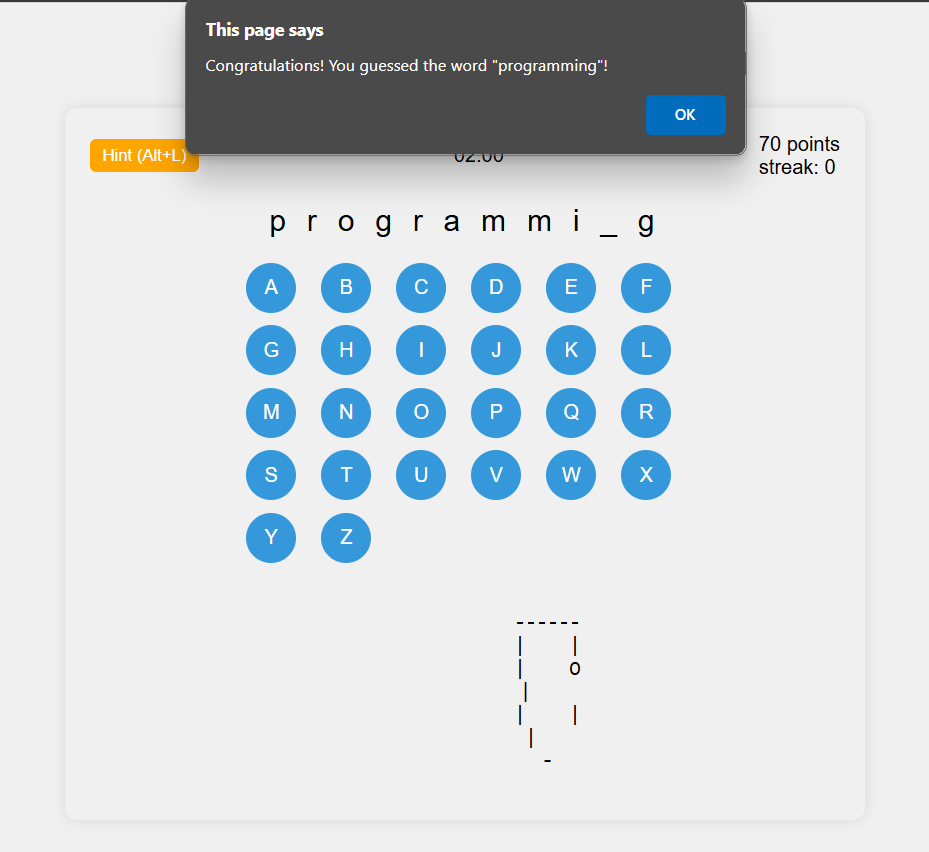 This page says
Congratulations! You guessed the word "programming"!
OK
Hint (Alt+L)
02:00
70 points
streak: 0
p r o g r a m m i _ g
A B C D E F
G H I J K L
M N O P Q R
S T U V W X
Y Z
------
|    |
|    o
|
|    |
|
-